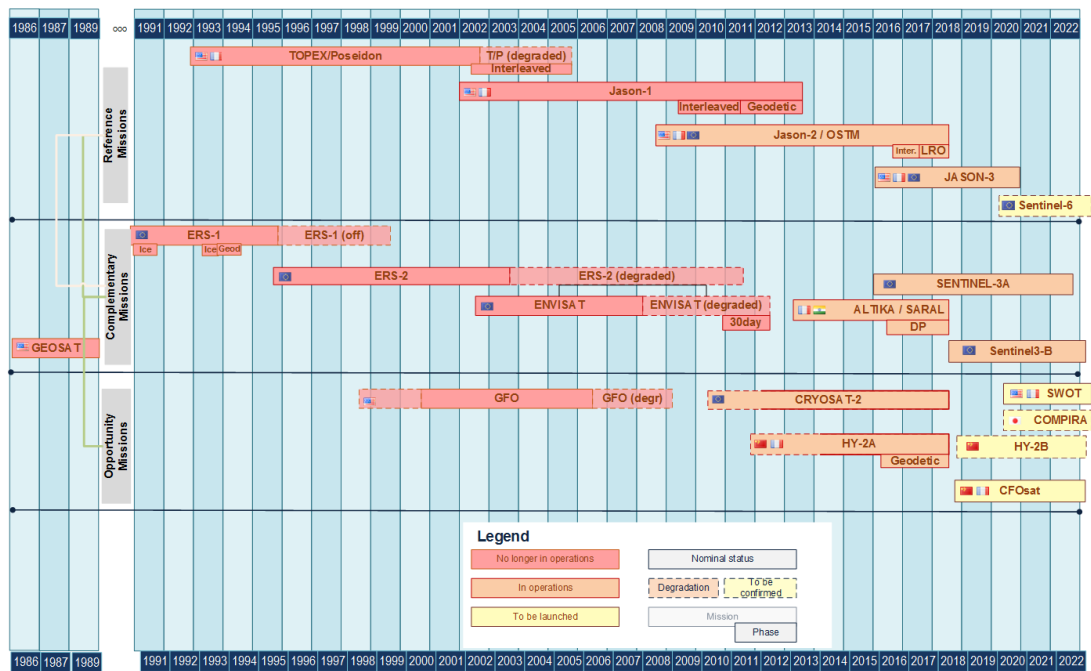 1986 1987 1989 ooo 1991 1992 1993 1994 1995 1996 1997 1998 1999 2000 2001 2002 2003 2004 2005 2006 2007 2008 2009 2010 2011 2012 2013 2014 2015 2016 2017 2018 2019 2020 2021 2022
Reference
Missions
TOPEX/Poseidon T/P (degraded)
Interleaved
Jason-1
Interleaved Geodetic
Jason-2 / OSTM
Inter. LRO
JASON-3
Sentinel-6
Complementary
Missions
ERS-1 ERS-1 (off)
Ice Ice Geod
ERS-2 ERS-2 (degraded)
SENTINEL-3A
ENVISAT ENVISAT (degraded)
ALTIKA / SARAL
30day
DP
GEOSAT
Sentinel3-B
Opportunity
Missions
GFO GFO (degr)
CRYOSAT-2
SWOT
COMPIRA
HY-2A
HY-2B
Geodetic
CFOsat
Legend
No longer in operations
Nominal status
In operations
Degradation
To be
confirmed
To be launched
Mission
Phase
1986 1987 1989 1991 1992 1993 1994 1995 1996 1997 1998 1999 2000 2001 2002 2003 2004 2005 2006 2007 2008 2009 2010 2011 2012 2013 2014 2015 2016 2017 2018 2019 2020 2021 2022